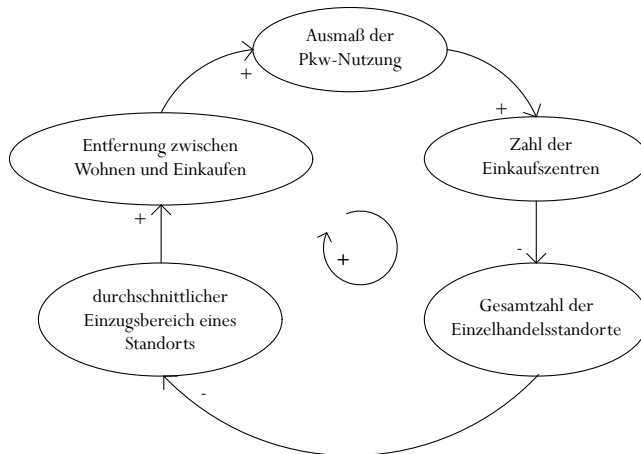 Ausmaß der
Pkw-Nutzung
+
+
Entfernung zwischen
Wohnen und Einkaufen
Zahl der
Einkaufszentren
+
-
+
durchschnittlicher
Einzugsbereich eines
Standorts
Gesamtzahl der
Einzelhandelsstandorte
-